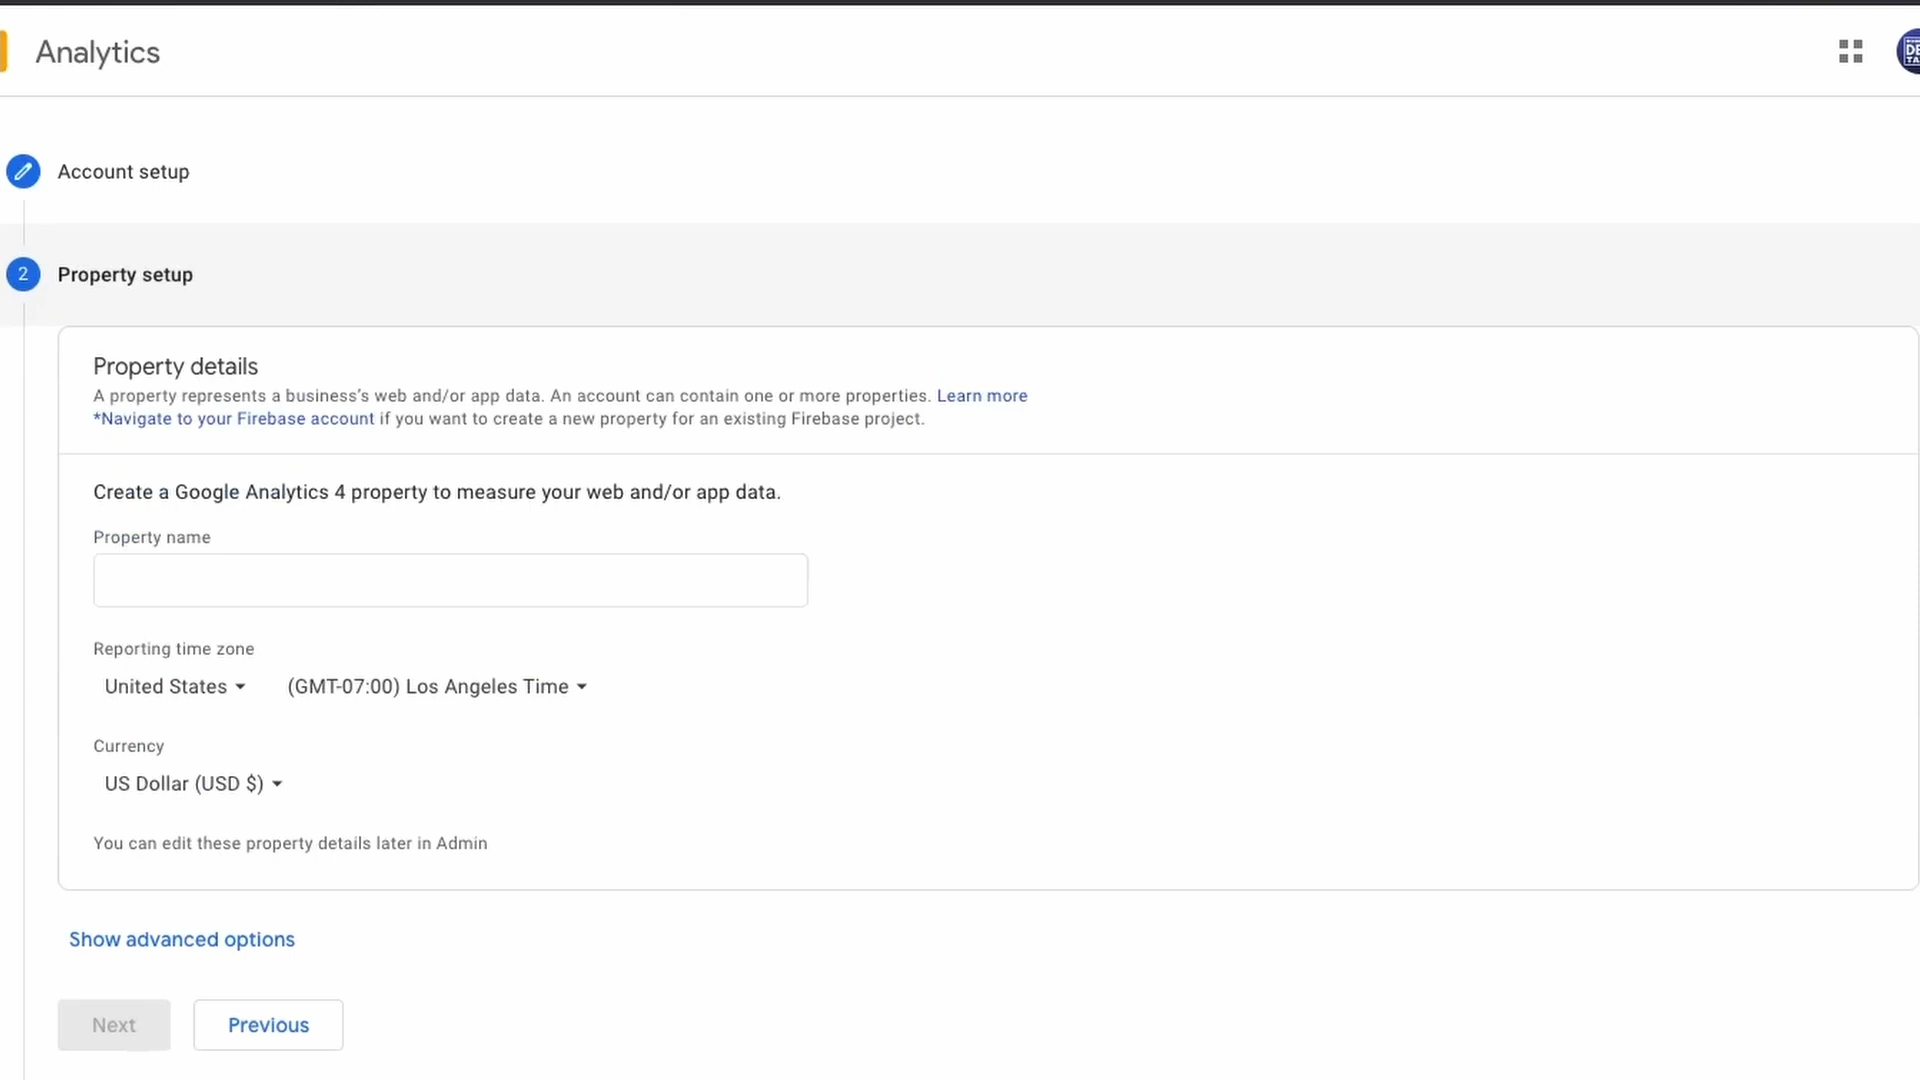 Analytics
Account setup
2
Property setup
Property details
A property represents a business's web and/or app data. An account can contain one or more properties. Learn more
*Navigate to your Firebase account if you want to create a new property for an existing Firebase project.
Create a Google Analytics 4 property to measure your web and/or app data.
Property name
Reporting time zone
United States (GMT-07:00) Los Angeles Time
Currency
US Dollar (USD $)
You can edit these property details later in Admin
Show advanced options
Next Previous